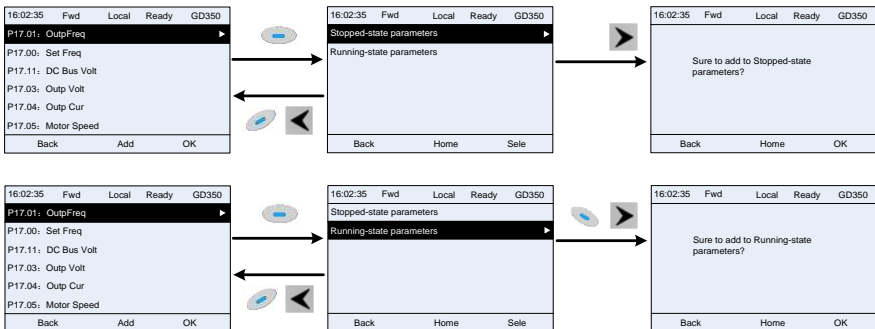 16:02:35 Fwd Local Ready GD350
P17.01: OutpFreq
P17.00: Set Freq
P17.11: DC Bus Volt
P17.03: Outp Volt
P17.04: Outp Cur
P17.05: Motor Speed
Back Add OK
16:02:35 Fwd Local Ready GD350
Stopped-state parameters
Running-state parameters
Back Home Sele
16:02:35 Fwd Local Ready GD350
Sure to add to Stopped-state
parameters?
Back Home OK
16:02:35 Fwd Local Ready GD350
P17.01: OutpFreq
P17.00: Set Freq
P17.11: DC Bus Volt
P17.03: Outp Volt
P17.04: Outp Cur
P17.05: Motor Speed
Back Add OK
16:02:35 Fwd Local Ready GD350
Stopped-state parameters
Running-state parameters
Back Home Sele
16:02:35 Fwd Local Ready GD350
Sure to add to Running-state
parameters?
Back Home OK